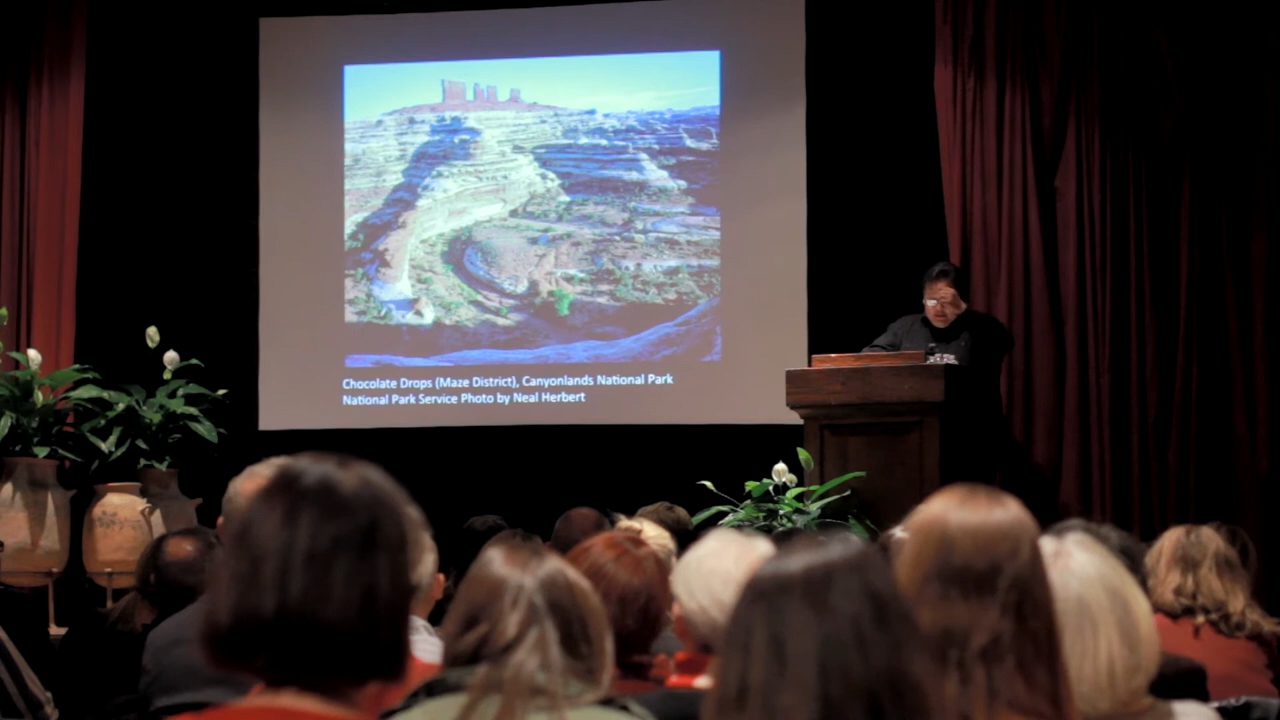 Chocolate Drops (Maze District), Canyonlands National Park
National Park Service Photo by Neal Herbert